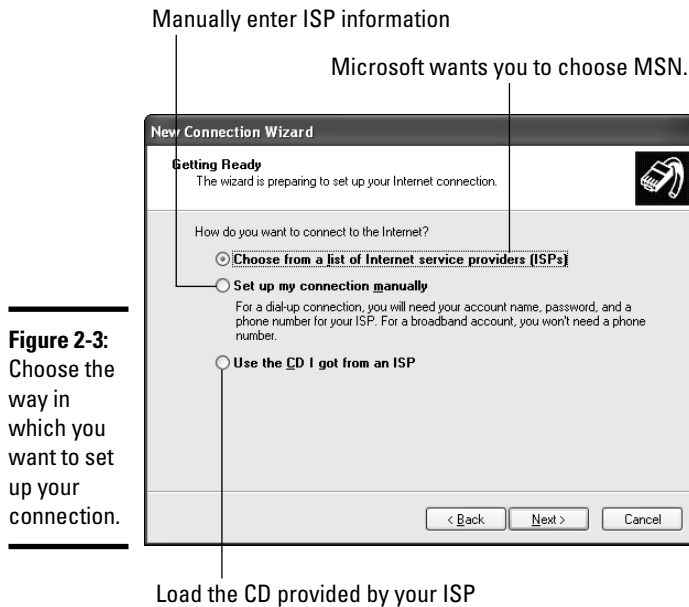 Manually enter ISP information
Microsoft wants you to choose MSN.
New Connection Wizard
Getting Ready
The wizard is preparing to set up your Internet connection.
How do you want to connect to the Internet?
Choose from a list of Internet service providers (ISPs)
Set up my connection manually
For a dial-up connection, you will need your account name, password, and a
phone number for your ISP. For a broadband account, you won't need a phone
number.
Use the CD I got from an ISP
< Back
Next >
Cancel
Figure 2-3:
Choose the
way in
which you
want to set
up your
connection.
Load the CD provided by your ISP